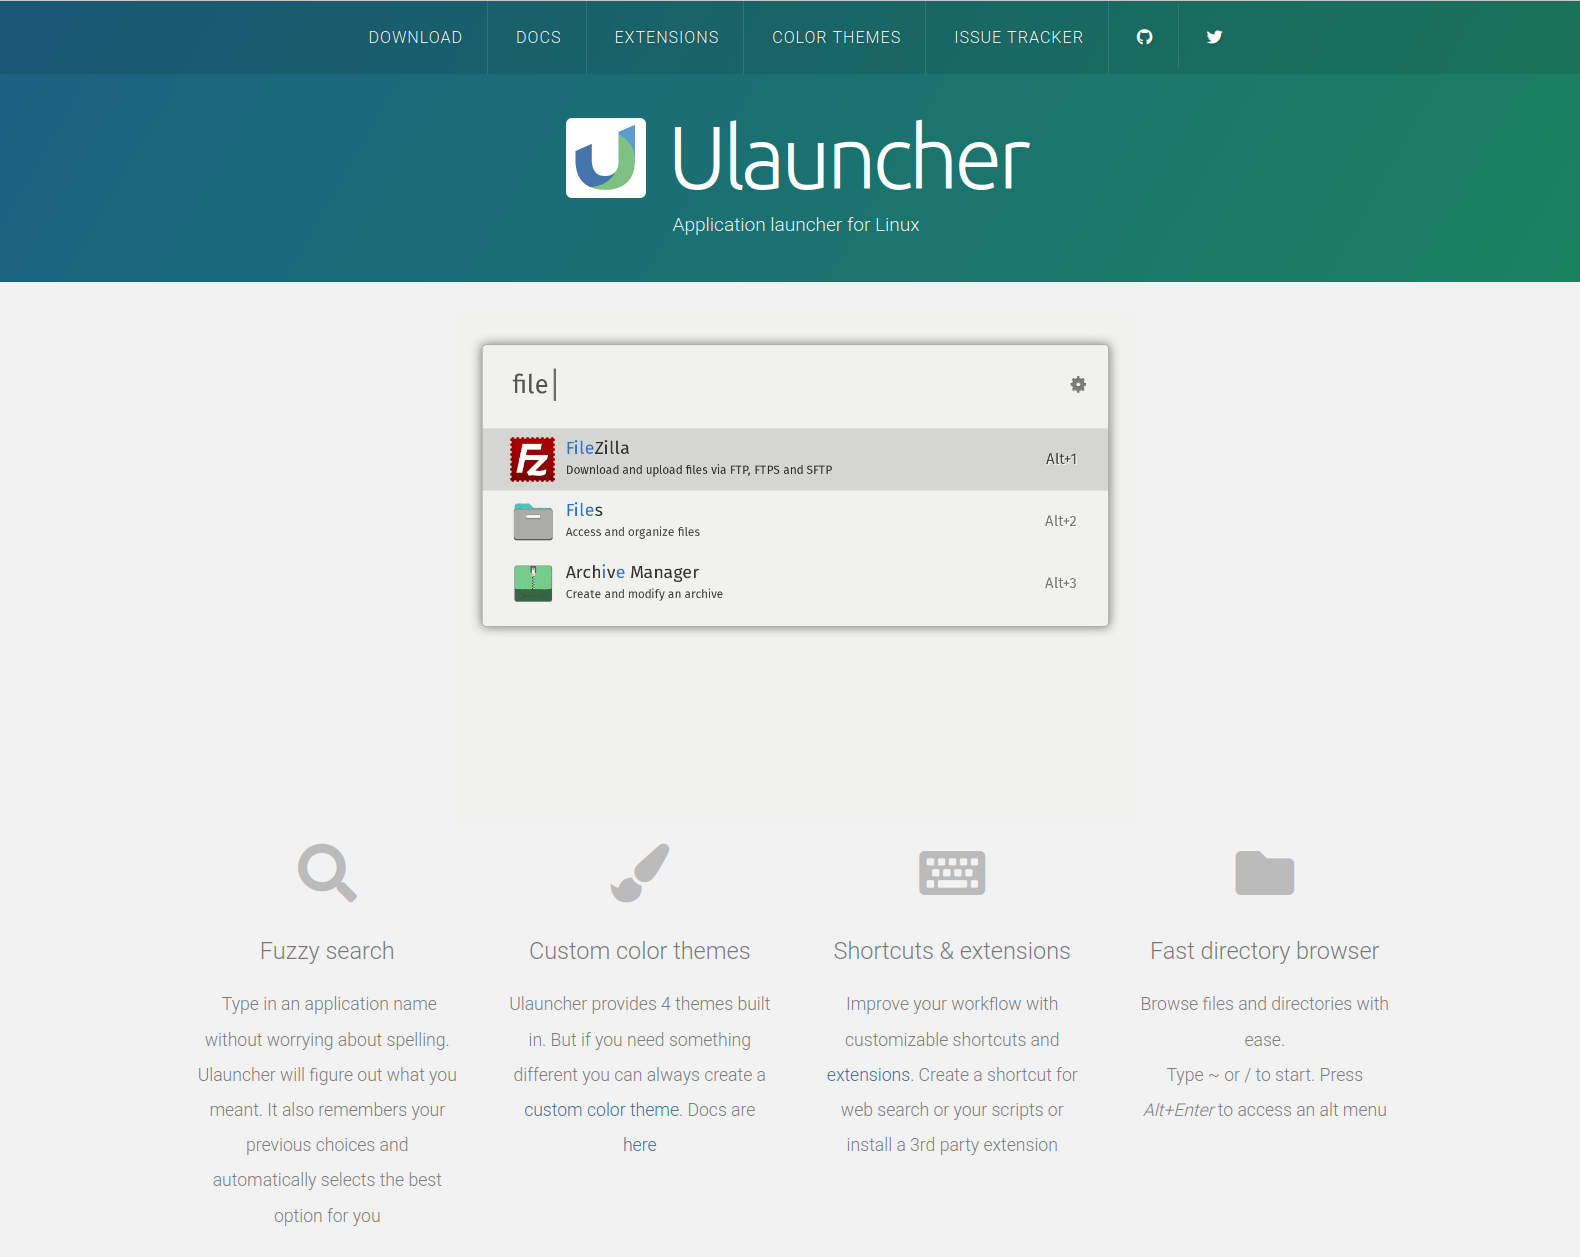 DOWNLOAD DOCS EXTENSIONS COLOR THEMES ISSUE TRACKER
Ulauncher
Application launcher for Linux
file
FileZilla
Download and upload files via FTP, FTPS and SFTP
Alt+1
Files
Access and organize files
Alt+2
Archive Manager
Create and modify an archive
Alt+3
Fuzzy search
Type in an application name
without worrying about spelling.
Ulauncher will figure out what you
meant. It also remembers your
previous choices and
automatically selects the best
option for you
Custom color themes
Ulauncher provides 4 themes built
in. But if you need something
different you can always create a
custom color theme. Docs are
here
Shortcuts & extensions
Improve your workflow with
customizable shortcuts and
extensions. Create a shortcut for
web search or your scripts or
install a 3rd party extension
Fast directory browser
Browse files and directories with
ease.
Type ~ or / to start. Press
Alt+Enter to access an alt menu